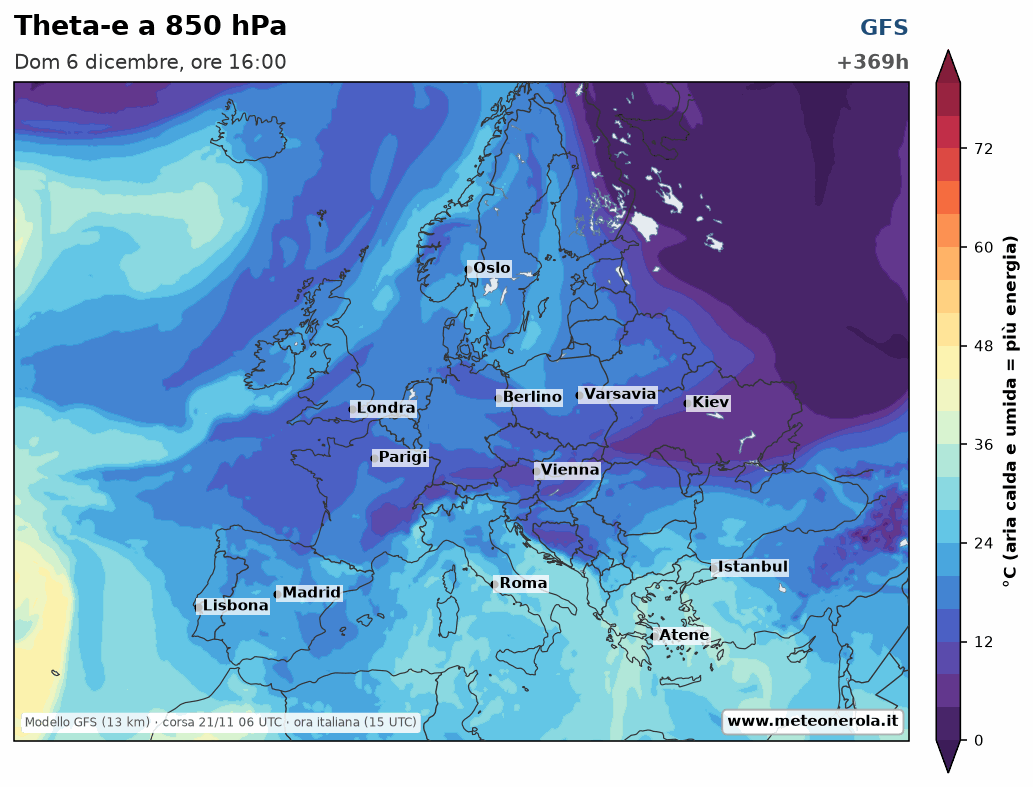 Theta-e a 850 hPa
GFS
Dom 6 dicembre, ore 16:00
+369h
72
60
48
36
24
12
0
°C (aria calda e umida = più energia)
Oslo
Berlino
Varsavia
Kiev
Londra
Parigi
Vienna
Istanbul
Roma
Madrid
Lisbona
Atene
Modello GFS (13 km) · corsa 21/11 06 UTC · ora italiana (15 UTC)
www.meteonerola.it